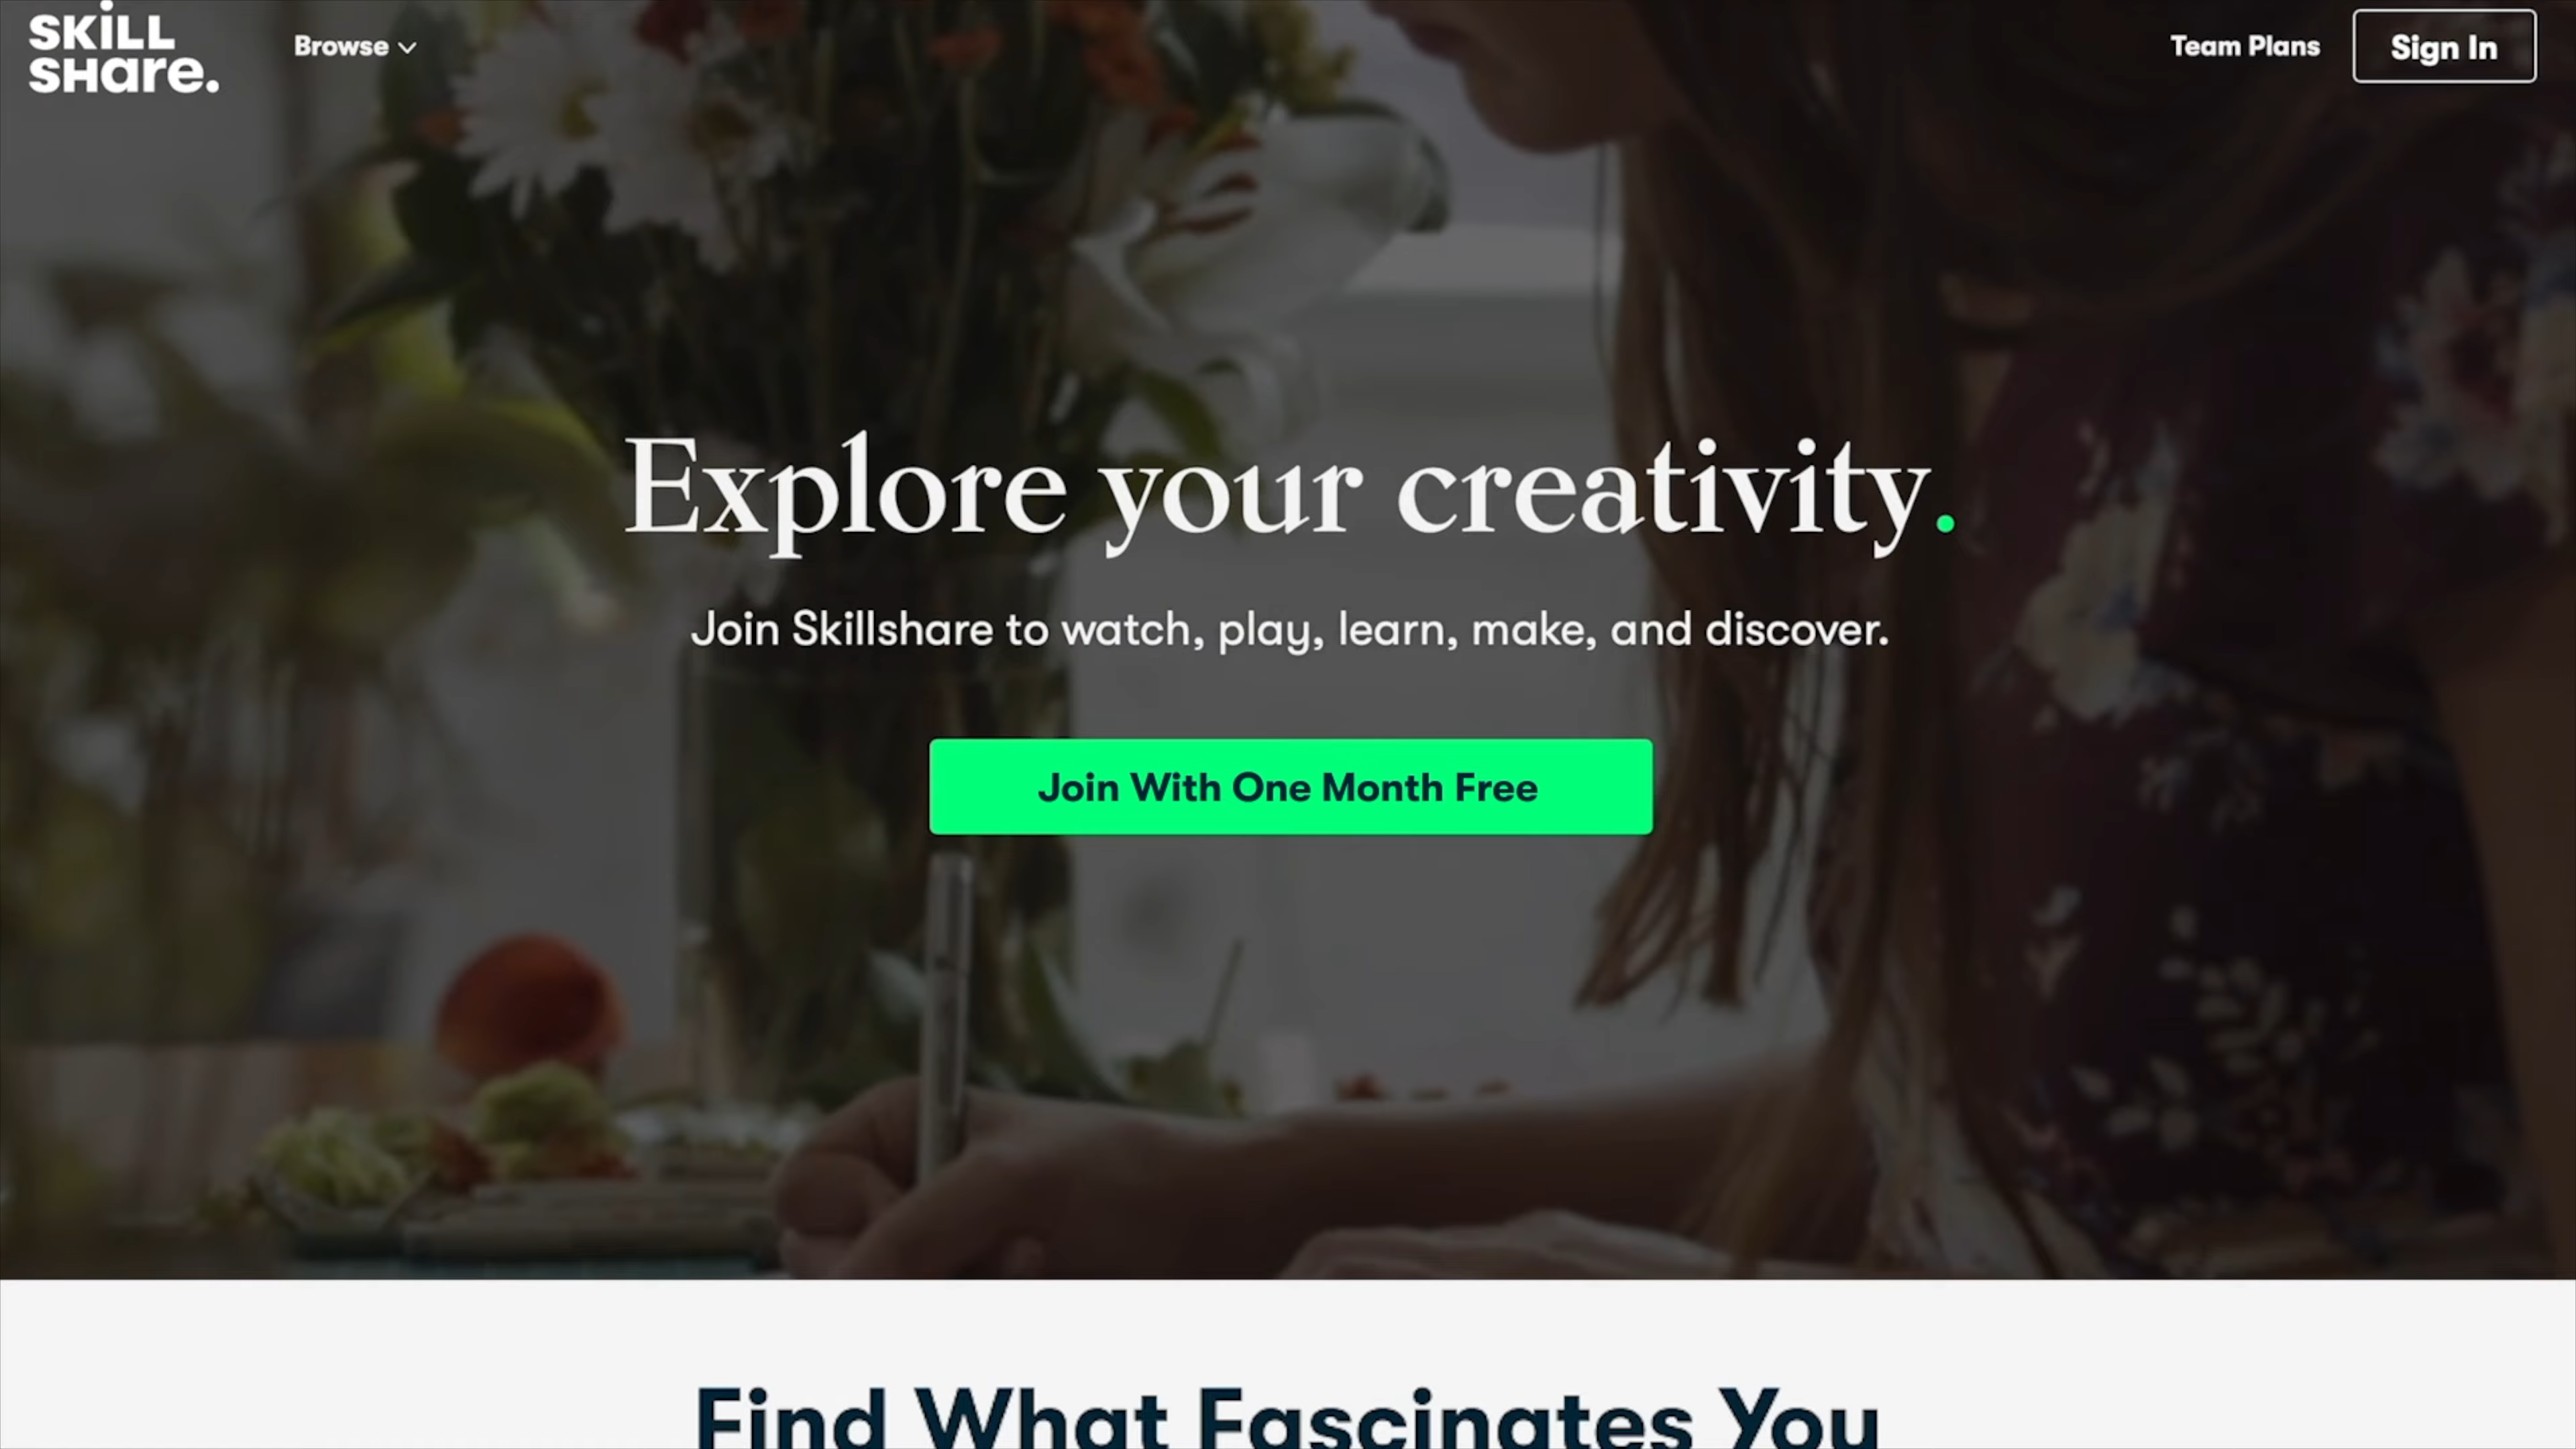 SKiLL
SHare.
Browse
Team Plans
Sign In
Explore your creativity.
Join Skillshare to watch, play, learn, make, and discover.
Join With One Month Free
Find What Fascinates You